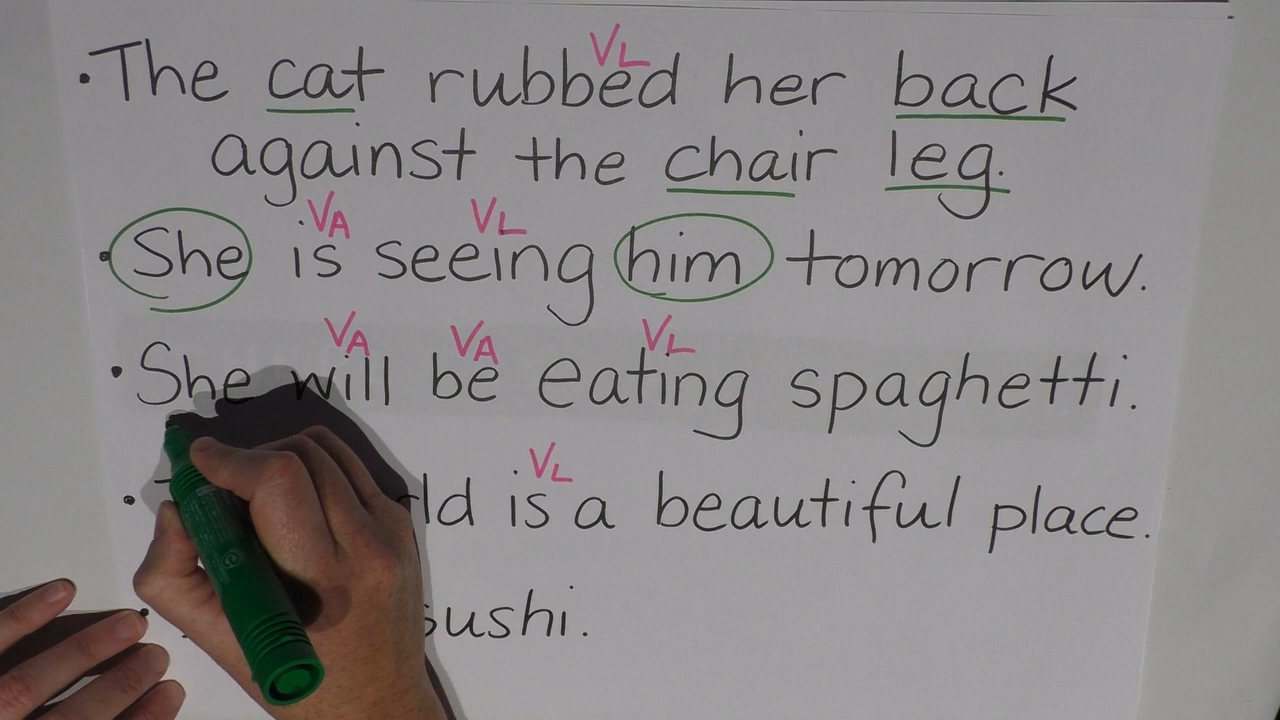 VL
• The cat rubbed her back
against the chair leg.
VA VL
• She is seeing him tomorrow.
VA VA VL
• She will be eating spaghetti.
VL
• is a beautiful place.
• sushi.